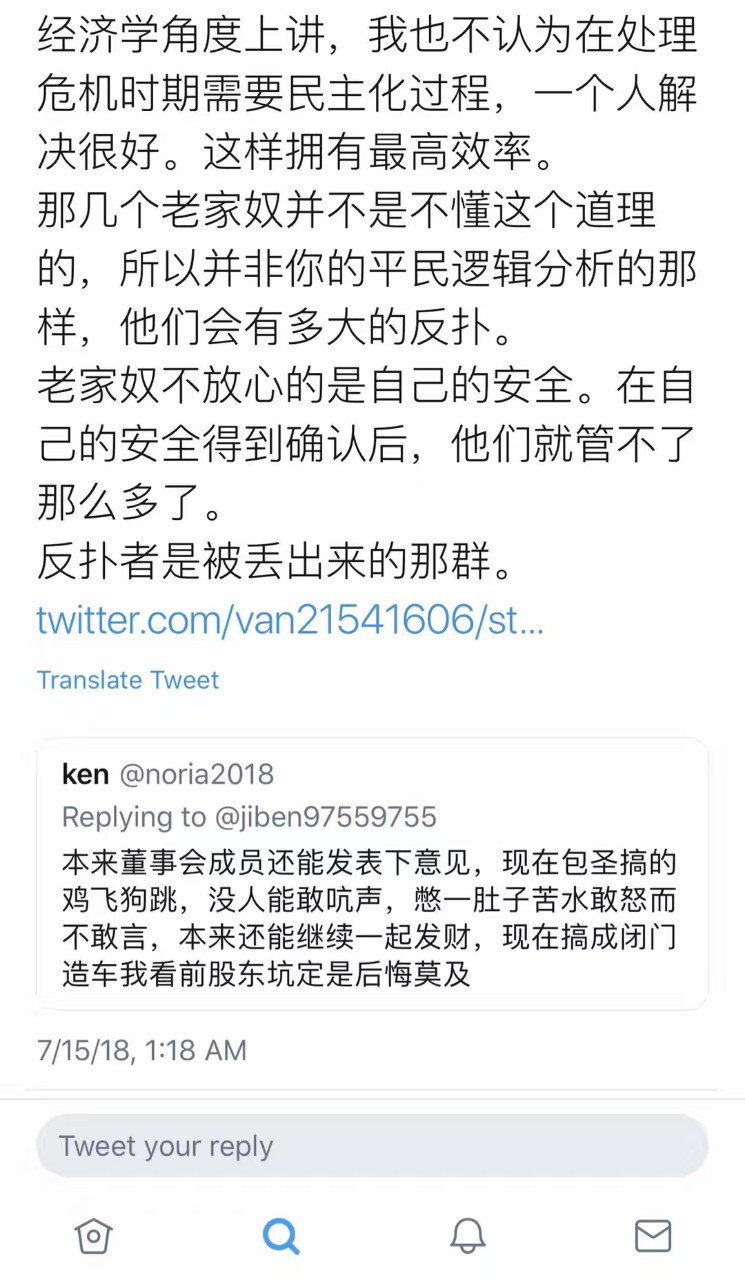 经济学角度上讲，我也不认为在处理
危机时期需要民主化过程，一个人解
决很好。这样拥有最高效率。
那几个老家奴并不是不懂这个道理
的，所以并非你的平民逻辑分析的那
样，他们会有多大的反扑。
老家奴不放心的是自己的安全。在自
己的安全得到确认后，他们就管不了
那么多了。
反扑者是被丢出来的那群。
twitter.com/van21541606/st...
Translate Tweet
ken @noria2018
Replying to @jiben97559755
本来董事会成员还能发表下意见，现在包圣搞的
鸡飞狗跳，没人能敢吭声，憋一肚子苦水敢怒而
不敢言，本来还能继续一起发财，现在搞成闭门
造车我看前股东坑定是后悔莫及
7/15/18, 1:18 AM
Tweet your reply